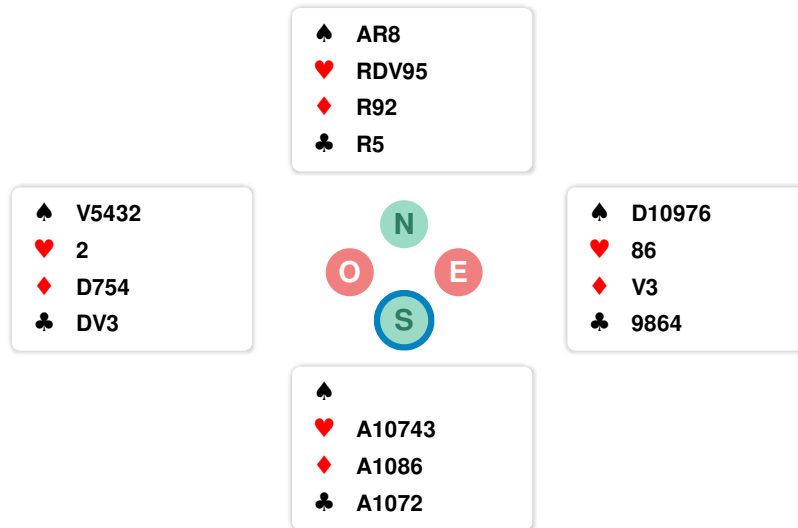 ♠ AR8
♥ RDV95
♦ R92
♣ R5
♠ V5432
♥ 2
♦ D754
♣ DV3
N
O E
S
♠ D10976
♥ 86
♦ V3
♣ 9864
♠
♥ A10743
♦ A1086
♣ A1072